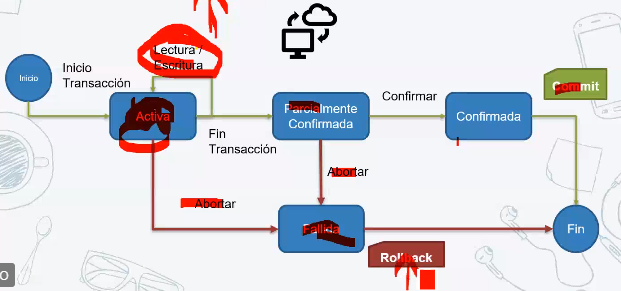 Lectura /
Escritura
Inicio
Inicio
Transacción
Activa
Fin
Transacción
Parcialmente
Confirmada
Confirmar
Confirmada
Commit
Abortar
Abortar
Fallida
Rollback
Fin
O